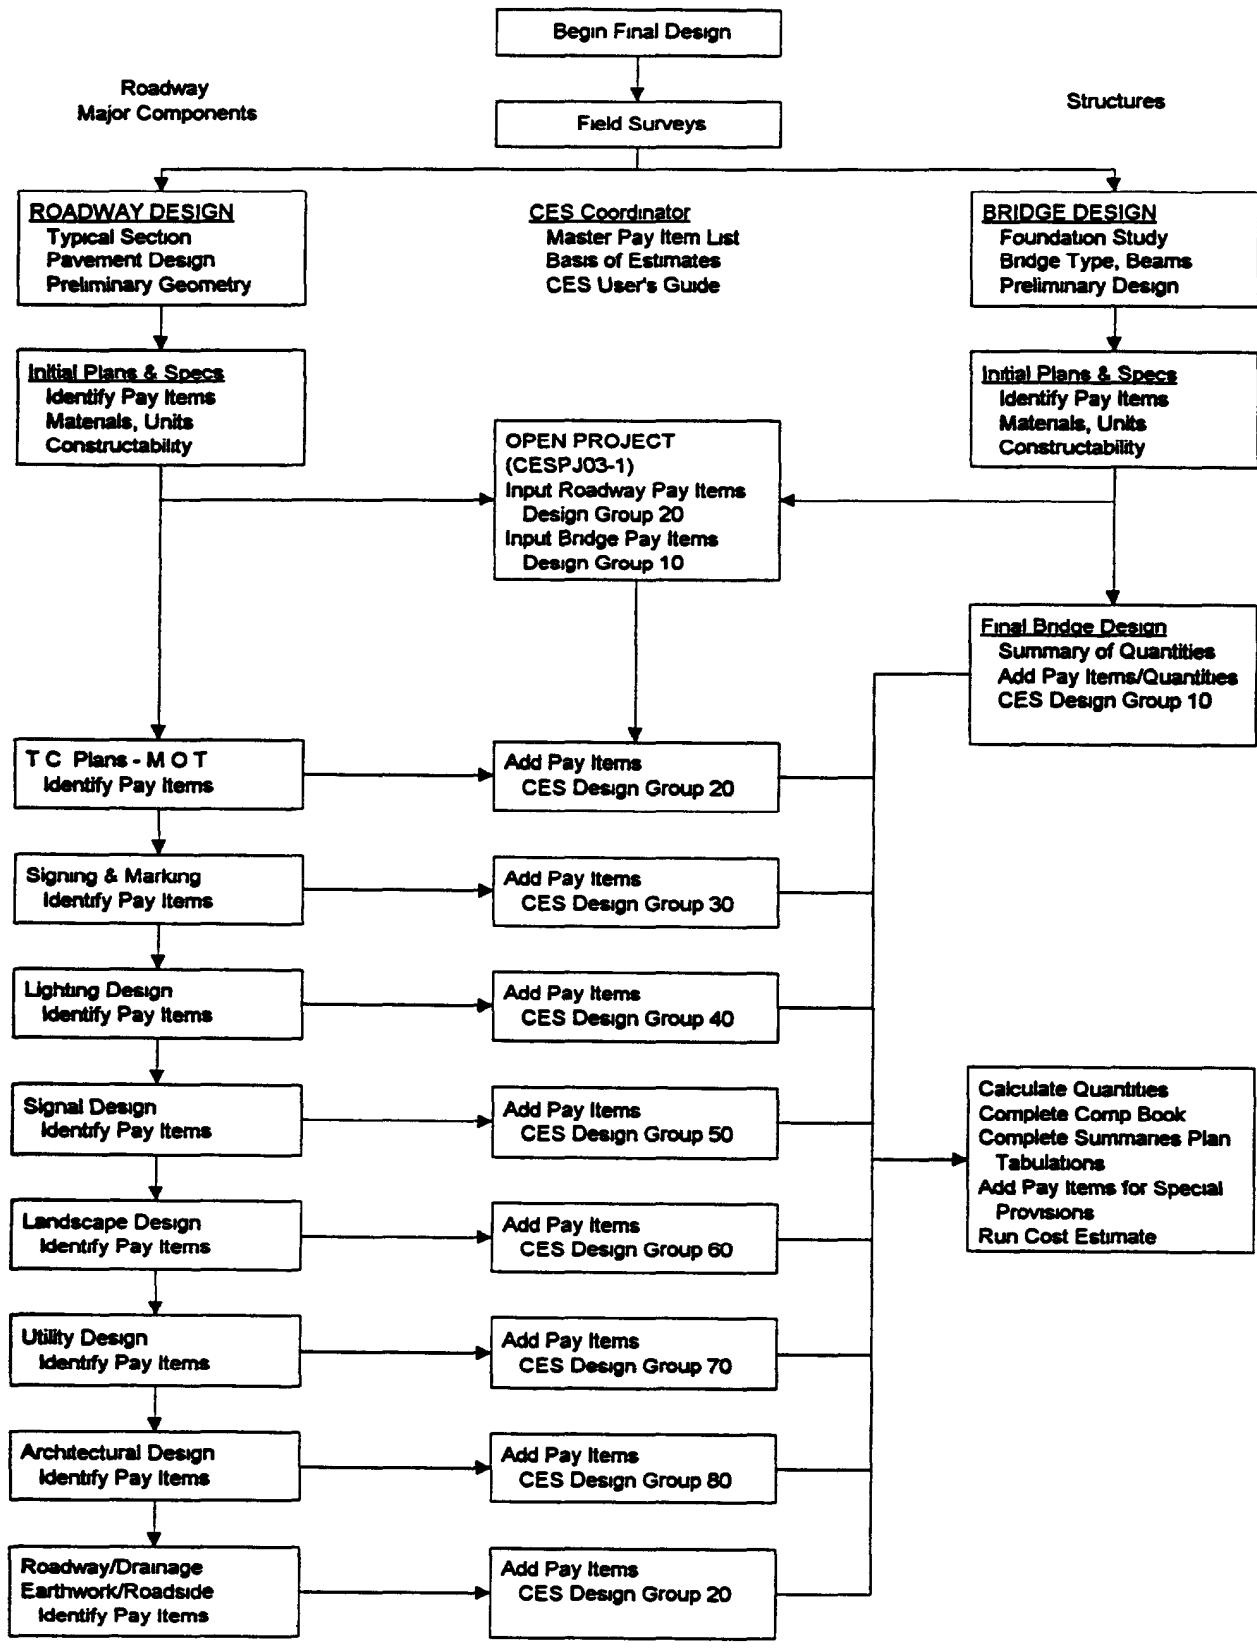 Begin Final Design
Roadway
Major Components
Structures
Field Surveys
ROADWAY DESIGN
Typical Section
Pavement Design
Preliminary Geometry
CES Coordinator
Master Pay Item List
Basis of Estimates
CES User's Guide
BRIDGE DESIGN
Foundation Study
Bridge Type, Beams
Preliminary Design
Initial Plans & Specs
Identify Pay Items
Materials, Units
Constructability
Initial Plans & Specs
Identify Pay Items
Materials, Units
Constructability
OPEN PROJECT
(CESPJ03-1)
Input Roadway Pay Items
Design Group 20
Input Bridge Pay Items
Design Group 10
Final Bridge Design
Summary of Quantities
Add Pay Items/Quantities
CES Design Group 10
T C Plans - M O T
Identify Pay Items
Add Pay Items
CES Design Group 20
Signing & Marking
Identify Pay Items
Add Pay Items
CES Design Group 30
Lighting Design
Identify Pay Items
Add Pay Items
CES Design Group 40
Signal Design
Identify Pay Items
Add Pay Items
CES Design Group 50
Calculate Quantities
Complete Comp Book
Complete Summaries Plan
Tabulations
Add Pay Items for Special
Provisions
Run Cost Estimate
Landscape Design
Identify Pay Items
Add Pay Items
CES Design Group 60
Utility Design
Identify Pay Items
Add Pay Items
CES Design Group 70
Architectural Design
Identify Pay Items
Add Pay Items
CES Design Group 80
Roadway/Drainage
Earthwork/Roadside
Identify Pay Items
Add Pay Items
CES Design Group 20